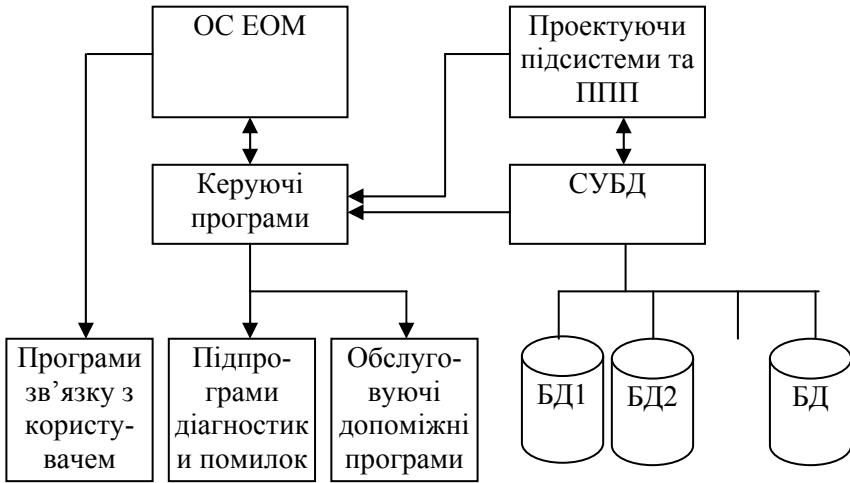 ОС ЕОМ
Проектуючи
підсистеми та
ППП
Керуючі
програми
СУБД
Програми
зв’язку з
користу-
вачем
Підпро-
грами
діагностик
и помилок
Обслуго-
вуючі
допоміжні
програми
БД1
БД2
БД